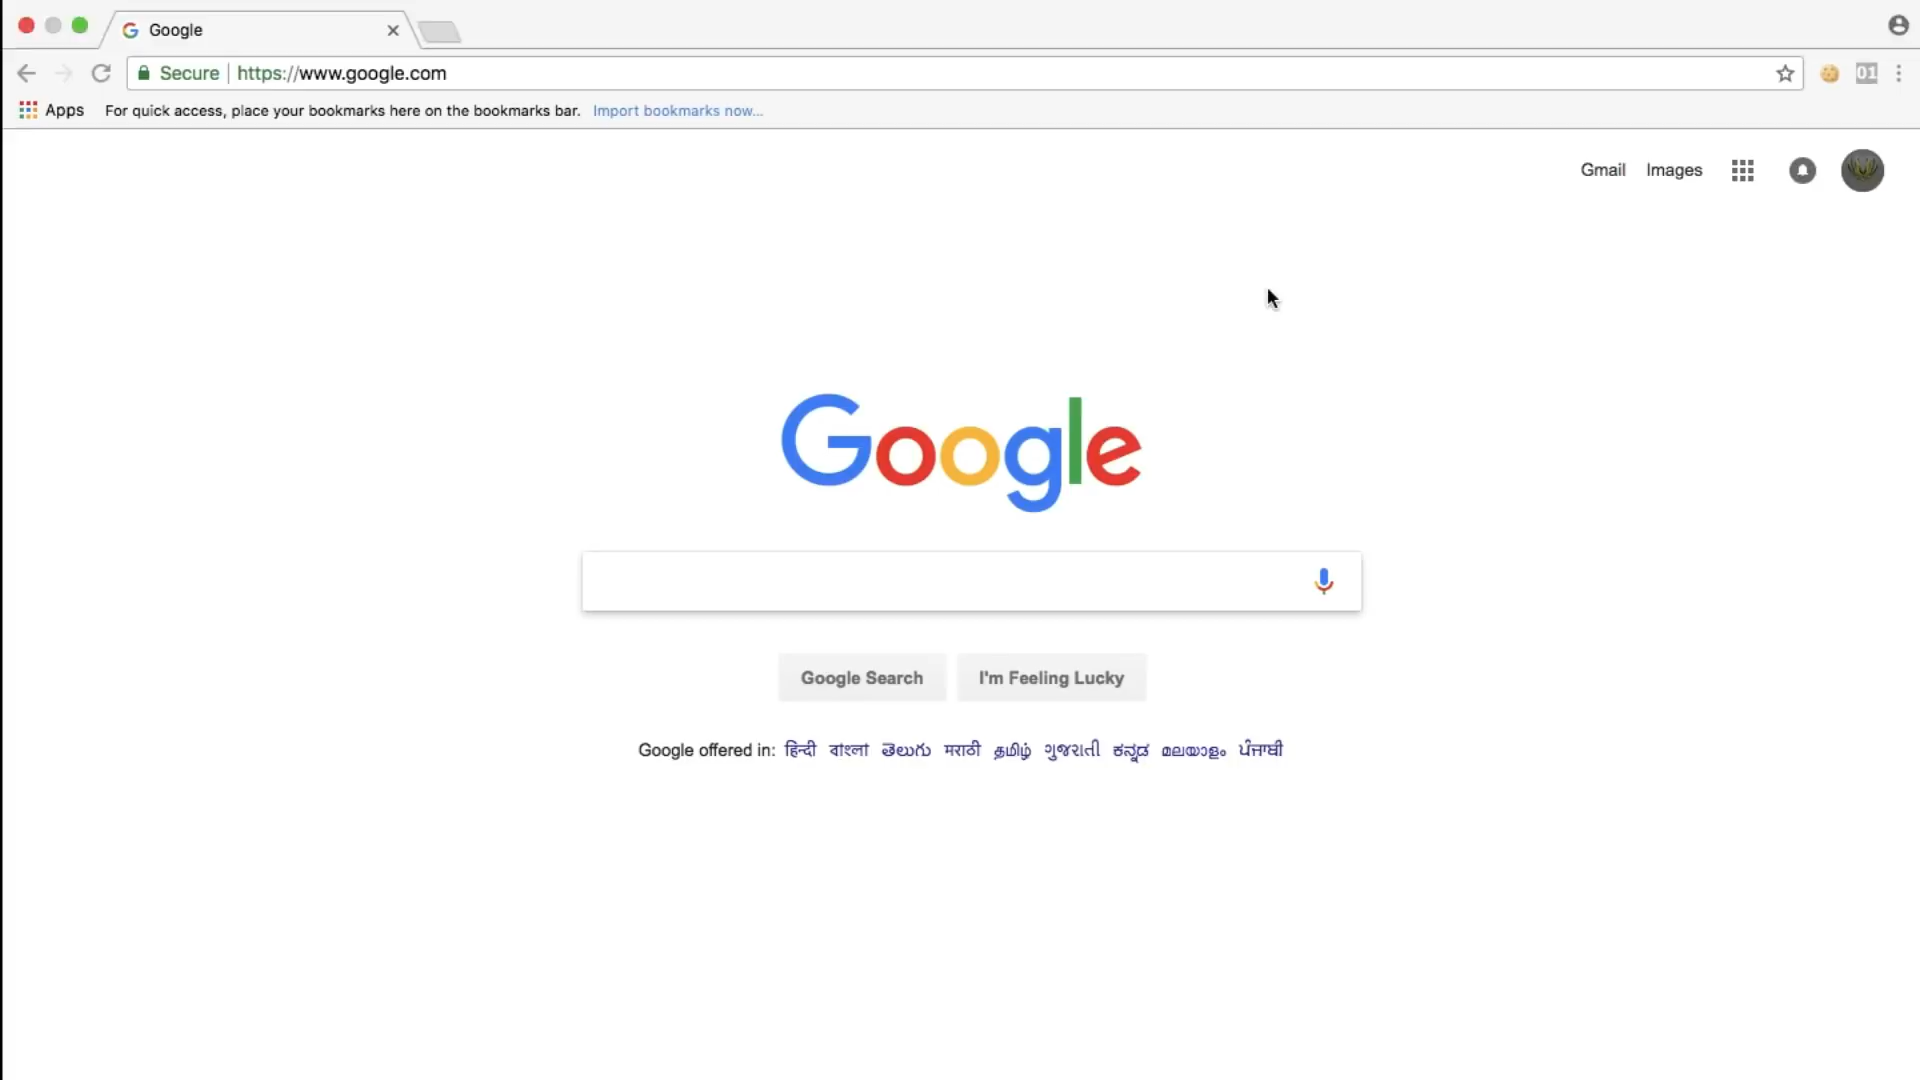 Google
Secure | https://www.google.com
01
Apps For quick access, place your bookmarks here on the bookmarks bar. Import bookmarks now...
Gmail Images
Google
Google Search I'm Feeling Lucky
Google offered in: हिन्दी বাংলা తెలుగు मराठी தமிழ் ગુજરાતી ಕನ್ನಡ മലയാളം ਪੰਜਾਬੀ